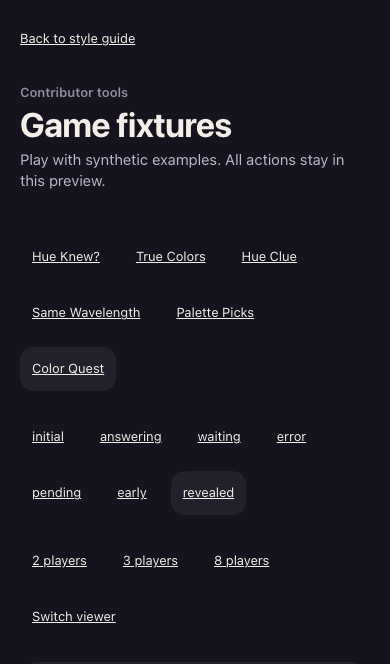 Back to style guide
Contributor tools
Game fixtures
Play with synthetic examples. All actions stay in
this preview.
Hue Knew? True Colors Hue Clue
Same Wavelength Palette Picks
Color Quest
initial answering waiting error
pending early revealed
2 players 3 players 8 players
Switch viewer